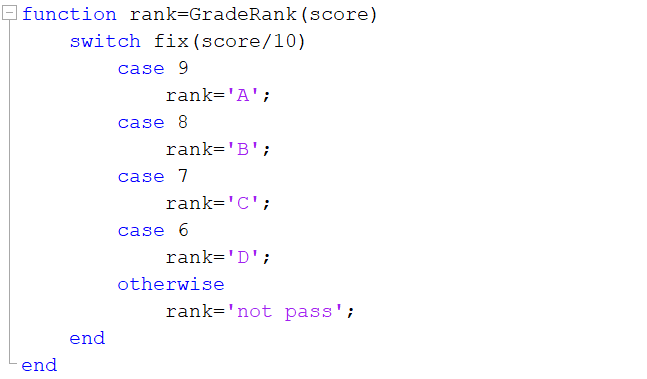 function rank=GradeRank(score)
    switch fix(score/10)
        case 9
            rank='A';
        case 8
            rank='B';
        case 7
            rank='C';
        case 6
            rank='D';
        otherwise
            rank='not pass';
    end
end